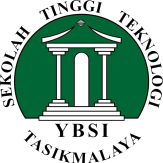 SEKOLAH TINGGI TEKNOLOGI
YBSI
TASIKMALAYA